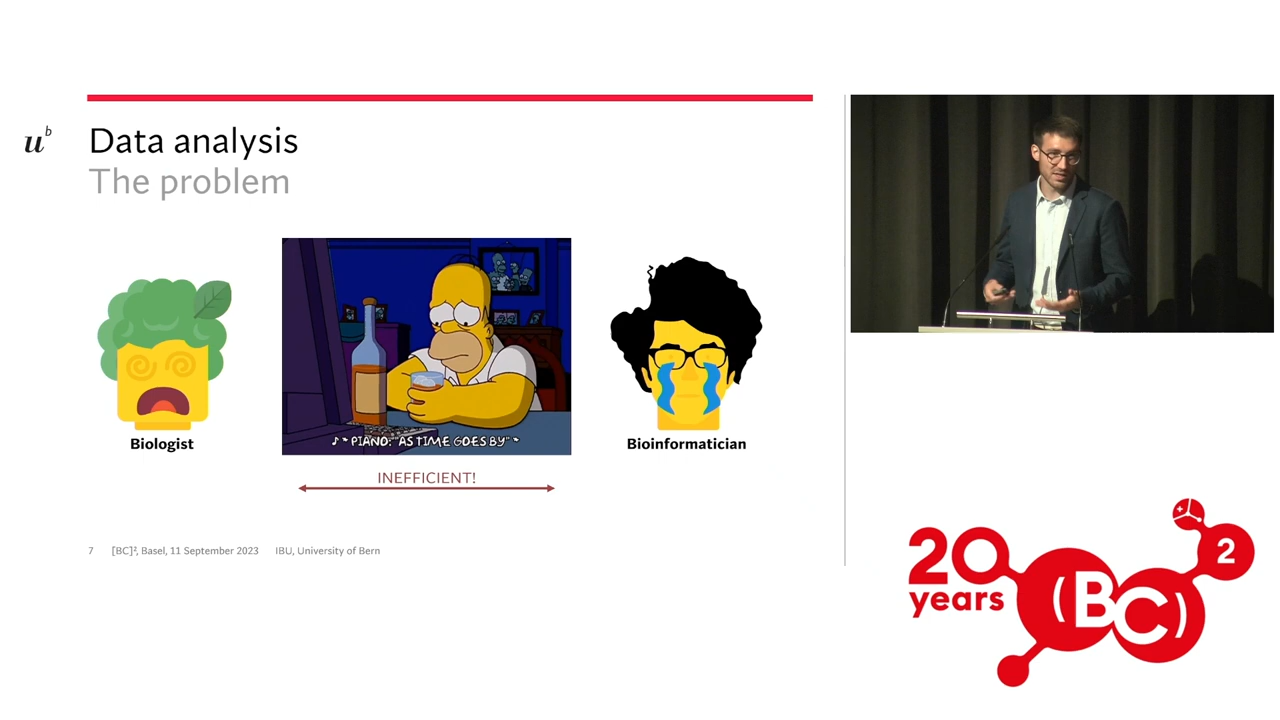 u^b
Data analysis
The problem
♪ ~ PIANO: "AS TIME GOES BY" ~
Biologist
Bioinformatician
INEFFICIENT!
7 [BC]², Basel, 11 September 2023 IBU, University of Bern
20
years
(BC)
2